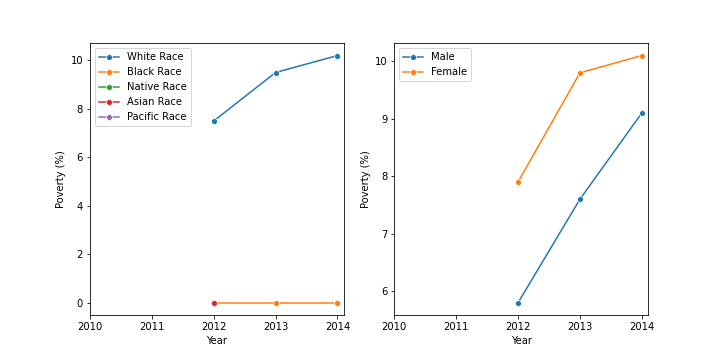 White Race
Black Race
Native Race
Asian Race
Pacific Race
10
8
6
4
2
0
Poverty (%)
2010 2011 2012 2013 2014
Year
Male
Female
10
9
8
7
6
Poverty (%)
2010 2011 2012 2013 2014
Year